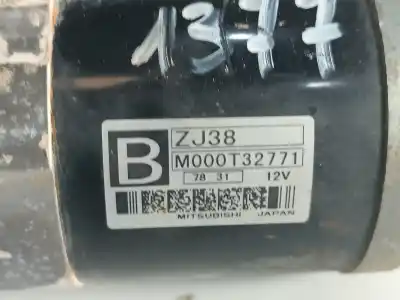 1377
B
ZJ38
M000T32771
78 31 12V
MITSUBISHI JAPAN